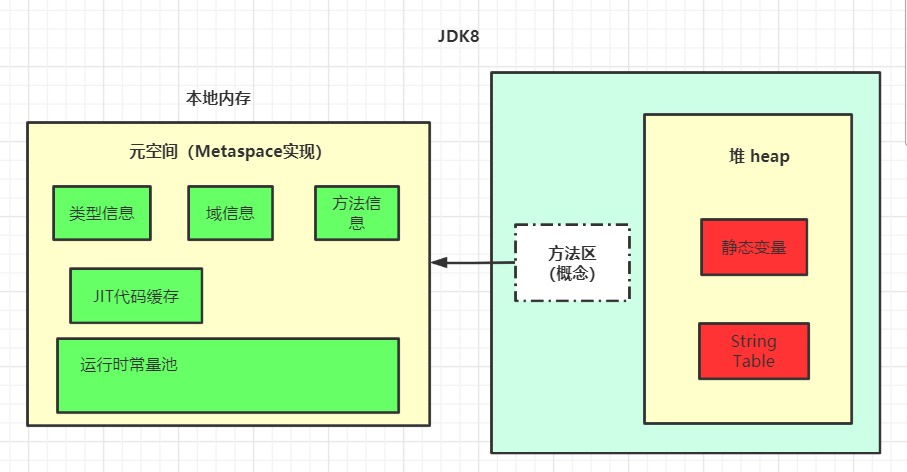 JDK8
本地内存
元空间（Metaspace实现）
类型信息
域信息
方法信
息
JIT代码缓存
运行时常量池
方法区
(概念)
堆 heap
静态变量
String
Table